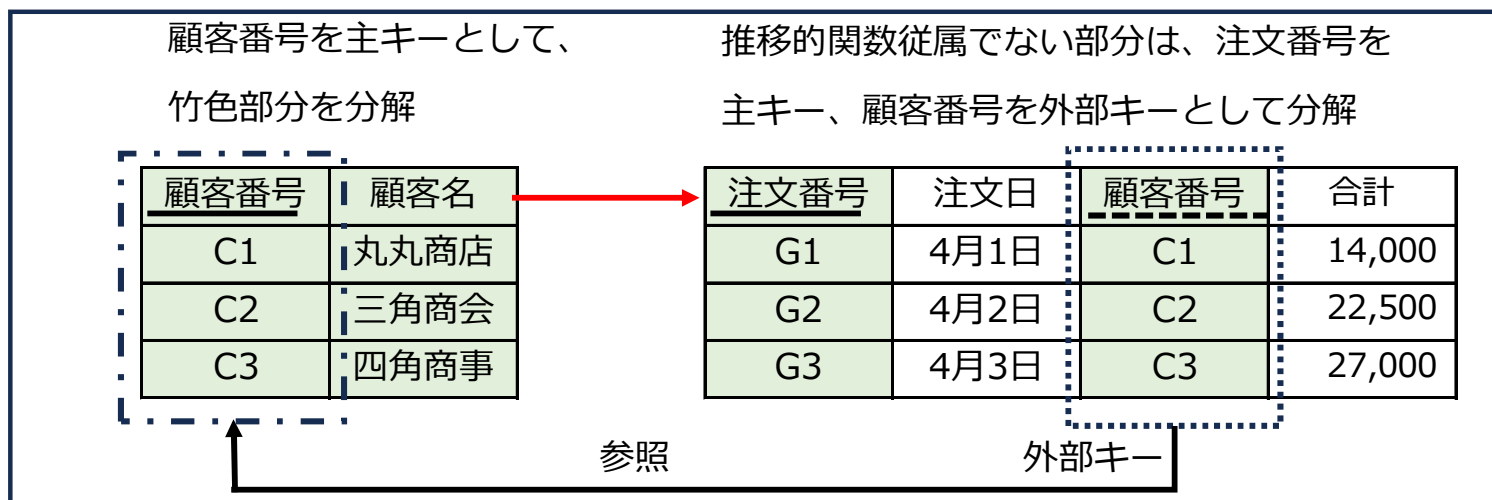 顧客番号を主キーとして、
竹色部分を分解
推移的関数従属でない部分は、注文番号を
主キー、顧客番号を外部キーとして分解
顧客番号 顧客名
C1 丸丸商店
C2 三角商会
C3 四角商事
注文番号 注文日 顧客番号 合計
G1 4月1日 C1 14,000
G2 4月2日 C2 22,500
G3 4月3日 C3 27,000
参照 外部キー